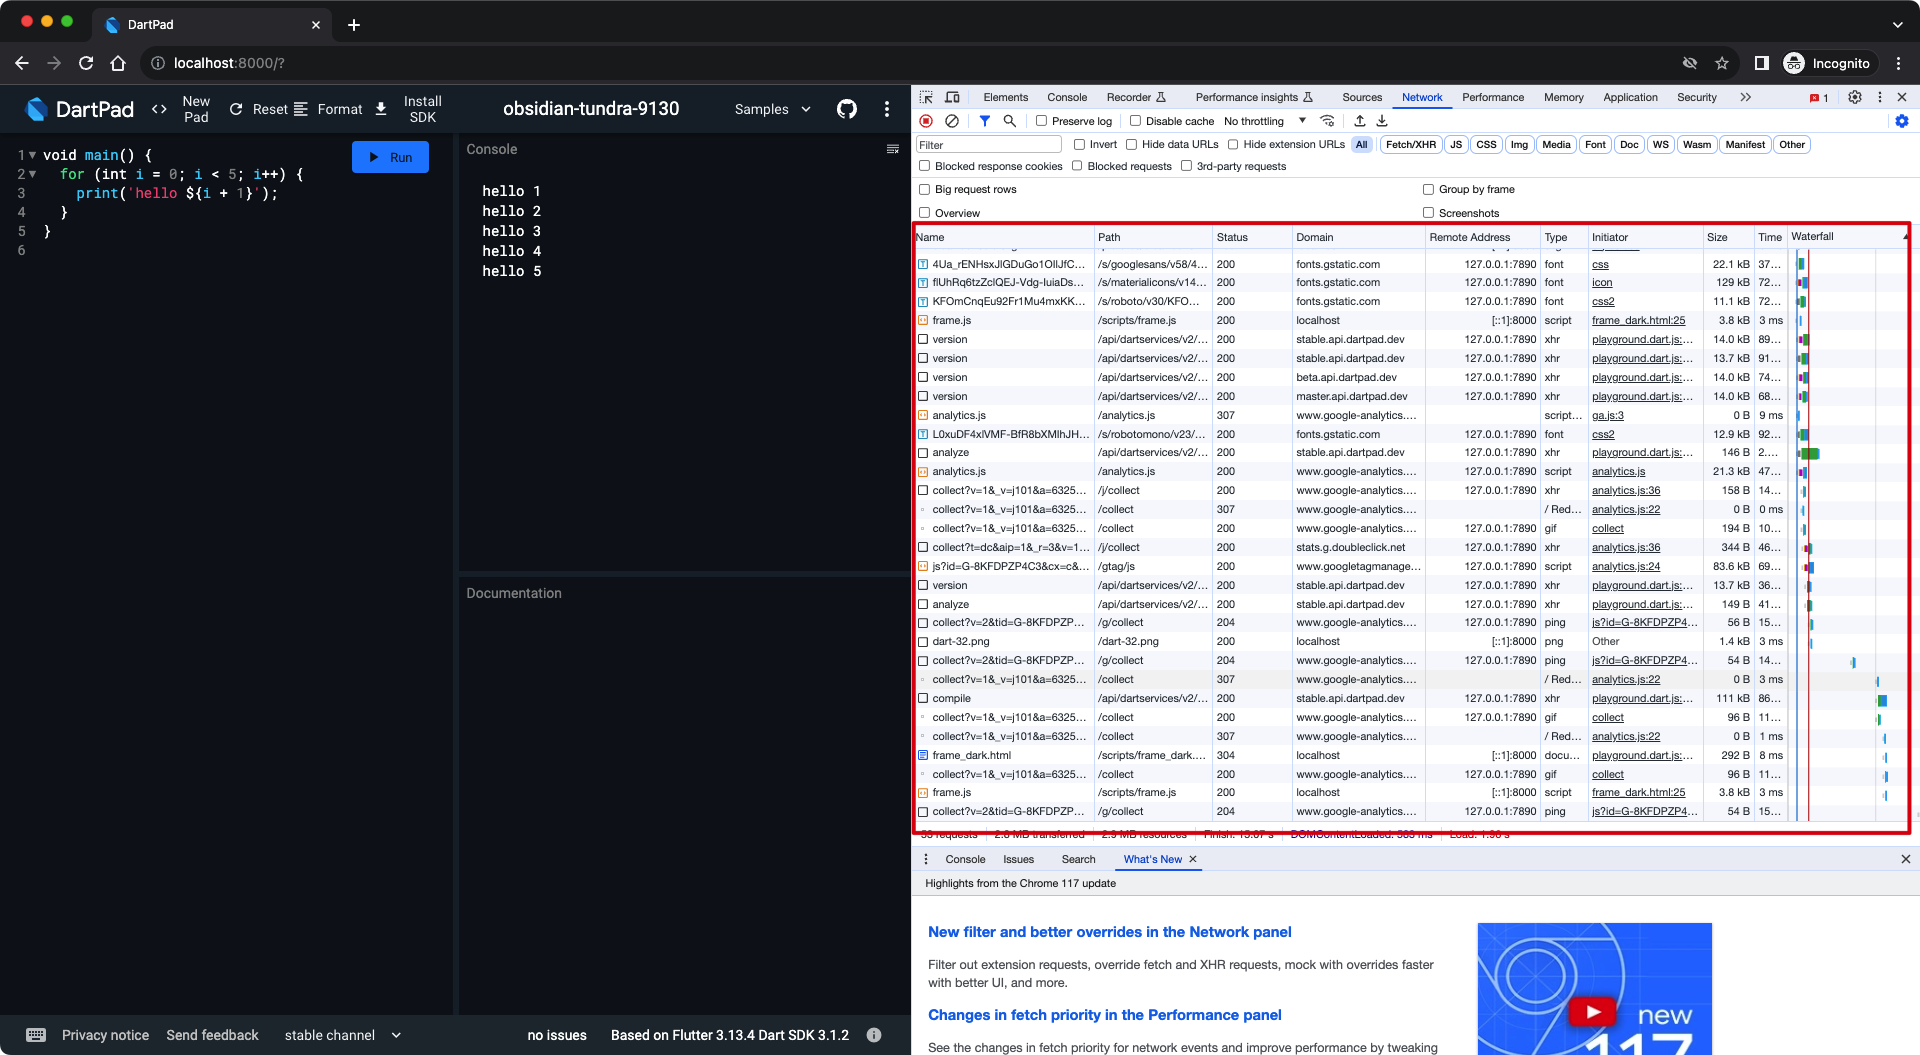 DartPad
localhost:8000/?
Incognito
DartPad
New Pad
Reset
Format
Install SDK
obsidian-tundra-9130
Samples
1 void main() {
2 for (int i = 0; i < 5; i++) {
3 print('hello ${i + 1}');
4 }
5 }
6
Run
Console
hello 1
hello 2
hello 3
hello 4
hello 5
Documentation
Privacy notice Send feedback stable channel no issues Based on Flutter 3.13.4 Dart SDK 3.1.2
Elements Console Recorder Performance insights Sources Network Performance Memory Application Security 1
Preserve log Disable cache No throttling
Filter Invert Hide data URLs Hide extension URLs All Fetch/XHR JS CSS Img Media Font Doc WS Wasm Manifest Other
Blocked response cookies Blocked requests 3rd-party requests
Big request rows Group by frame
Overview Screenshots
Name Path Status Domain Remote Address Type Initiator Size Time Waterfall
4Ua_rENHsxJlGDuGo1OIlJfC... /s/googlesans/v58/4... 200 fonts.gstatic.com 127.0.0.1:7890 font css 22.1 kB 37...
flUhRq6tzZclQEJ-Vdg-IuiaDs... /s/materialicons/v14... 200 fonts.gstatic.com 127.0.0.1:7890 font icon 129 kB 72...
KFOmCnqEu92Fr1Mu4mxKK... /s/roboto/v30/KFO... 200 fonts.gstatic.com 127.0.0.1:7890 font css2 11.1 kB 72...
frame.js /scripts/frame.js 200 localhost [::1]:8000 script frame_dark.html:25 3.8 kB 3 ms
version /api/dartservices/v2/... 200 stable.api.dartpad.dev 127.0.0.1:7890 xhr playground.dart.js:... 14.0 kB 89...
version /api/dartservices/v2/... 200 stable.api.dartpad.dev 127.0.0.1:7890 xhr playground.dart.js:... 13.7 kB 91...
version /api/dartservices/v2/... 200 beta.api.dartpad.dev 127.0.0.1:7890 xhr playground.dart.js:... 14.0 kB 74...
version /api/dartservices/v2/... 200 master.api.dartpad.dev 127.0.0.1:7890 xhr playground.dart.js:... 14.0 kB 68...
analytics.js /analytics.js 307 www.google-analytics.... script... ga.js:3 0 B 9 ms
L0xuDF4xlVMF-BfR8bXMIhJH... /s/robotomono/v23/... 200 fonts.gstatic.com 127.0.0.1:7890 font css2 12.9 kB 92...
analyze /api/dartservices/v2/... 200 stable.api.dartpad.dev 127.0.0.1:7890 xhr playground.dart.js:... 146 B 2....
analytics.js /analytics.js 200 www.google-analytics.... 127.0.0.1:7890 script analytics.js 21.3 kB 47...
collect?v=1&_v=j101&a=6325... /j/collect 200 www.google-analytics.... 127.0.0.1:7890 xhr analytics.js:36 158 B 14...
collect?v=1&_v=j101&a=6325... /collect 307 www.google-analytics.... / Red... analytics.js:22 0 B 0 ms
collect?v=1&_v=j101&a=6325... /collect 200 www.google-analytics.... 127.0.0.1:7890 gif collect 194 B 10...
collect?t=dc&aip=1&_r=3&v=1... /j/collect 200 stats.g.doubleclick.net 127.0.0.1:7890 xhr analytics.js:36 344 B 46...
js?id=G-8KFDPZP4C3&cx=c&... /gtag/js 200 www.googletagmanage... 127.0.0.1:7890 script analytics.js:24 83.6 kB 69...
version /api/dartservices/v2/... 200 stable.api.dartpad.dev 127.0.0.1:7890 xhr playground.dart.js:... 13.7 kB 36...
analyze /api/dartservices/v2/... 200 stable.api.dartpad.dev 127.0.0.1:7890 xhr playground.dart.js:... 149 B 41...
collect?v=2&tid=G-8KFDPZP... /g/collect 204 www.google-analytics.... 127.0.0.1:7890 ping js?id=G-8KFDPZP4... 56 B 15...
dart-32.png /dart-32.png 200 localhost [::1]:8000 png Other 1.4 kB 3 ms
collect?v=2&tid=G-8KFDPZP... /g/collect 204 www.google-analytics.... 127.0.0.1:7890 ping js?id=G-8KFDPZP4... 54 B 14...
collect?v=1&_v=j101&a=6325... /collect 307 www.google-analytics.... / Red... analytics.js:22 0 B 3 ms
compile /api/dartservices/v2/... 200 stable.api.dartpad.dev 127.0.0.1:7890 xhr playground.dart.js:... 111 kB 86...
collect?v=1&_v=j101&a=6325... /collect 200 www.google-analytics.... 127.0.0.1:7890 gif collect 96 B 11...
collect?v=1&_v=j101&a=6325... /collect 307 www.google-analytics.... / Red... analytics.js:22 0 B 1 ms
frame_dark.html /scripts/frame_dark.... 304 localhost [::1]:8000 docu... playground.dart.js:... 292 B 8 ms
collect?v=1&_v=j101&a=6325... /collect 200 www.google-analytics.... 127.0.0.1:7890 gif collect 96 B 11...
frame.js /scripts/frame.js 200 localhost [::1]:8000 script frame_dark.html:25 3.8 kB 3 ms
collect?v=2&tid=G-8KFDPZP... /g/collect 204 www.google-analytics.... 127.0.0.1:7890 ping js?id=G-8KFDPZP4... 54 B 15...
requests MB transferred MB resources Finish: DOMContentLoaded: ms Load:
Console Issues Search What's New
Highlights from the Chrome 117 update
New filter and better overrides in the Network panel
Filter out extension requests, override fetch and XHR requests, mock with overrides faster
with better UI, and more.
Changes in fetch priority in the Performance panel
See the changes in fetch priority for network events and improve performance by tweaking
new
117